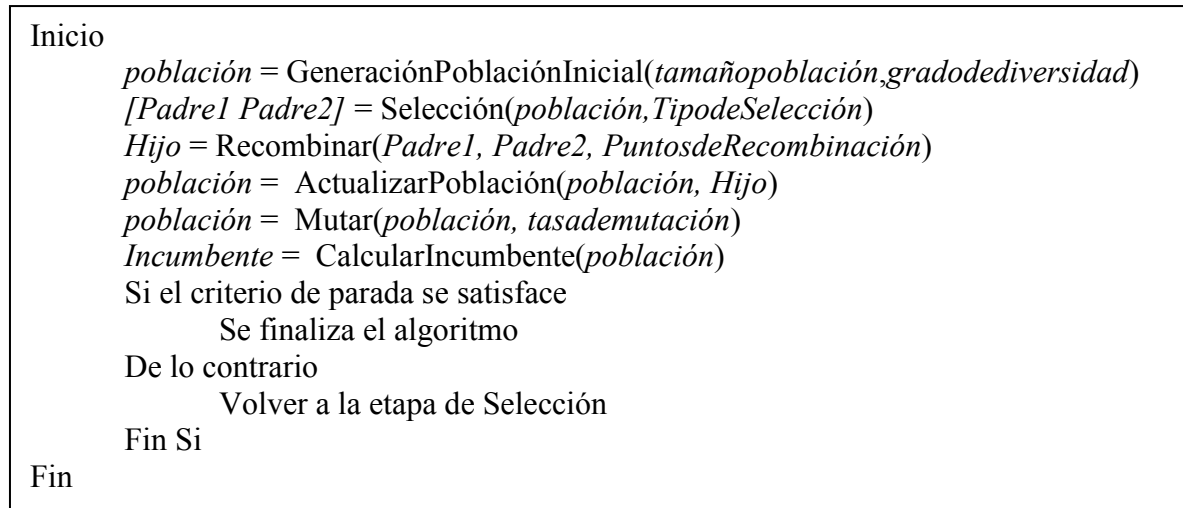 Inicio
población = GeneraciónPoblaciónInicial(tamañopoblación,gradodediversidad)
[Padre1 Padre2] = Selección(población,TipodeSelección)
Hijo = Recombinar(Padre1, Padre2, PuntosdeRecombinación)
población = ActualizarPoblación(población, Hijo)
población = Mutar(población, tasademutación)
Incumbente = CalcularIncumbente(población)
Si el criterio de parada se satisface
Se finaliza el algoritmo
De lo contrario
Volver a la etapa de Selección
Fin Si
Fin